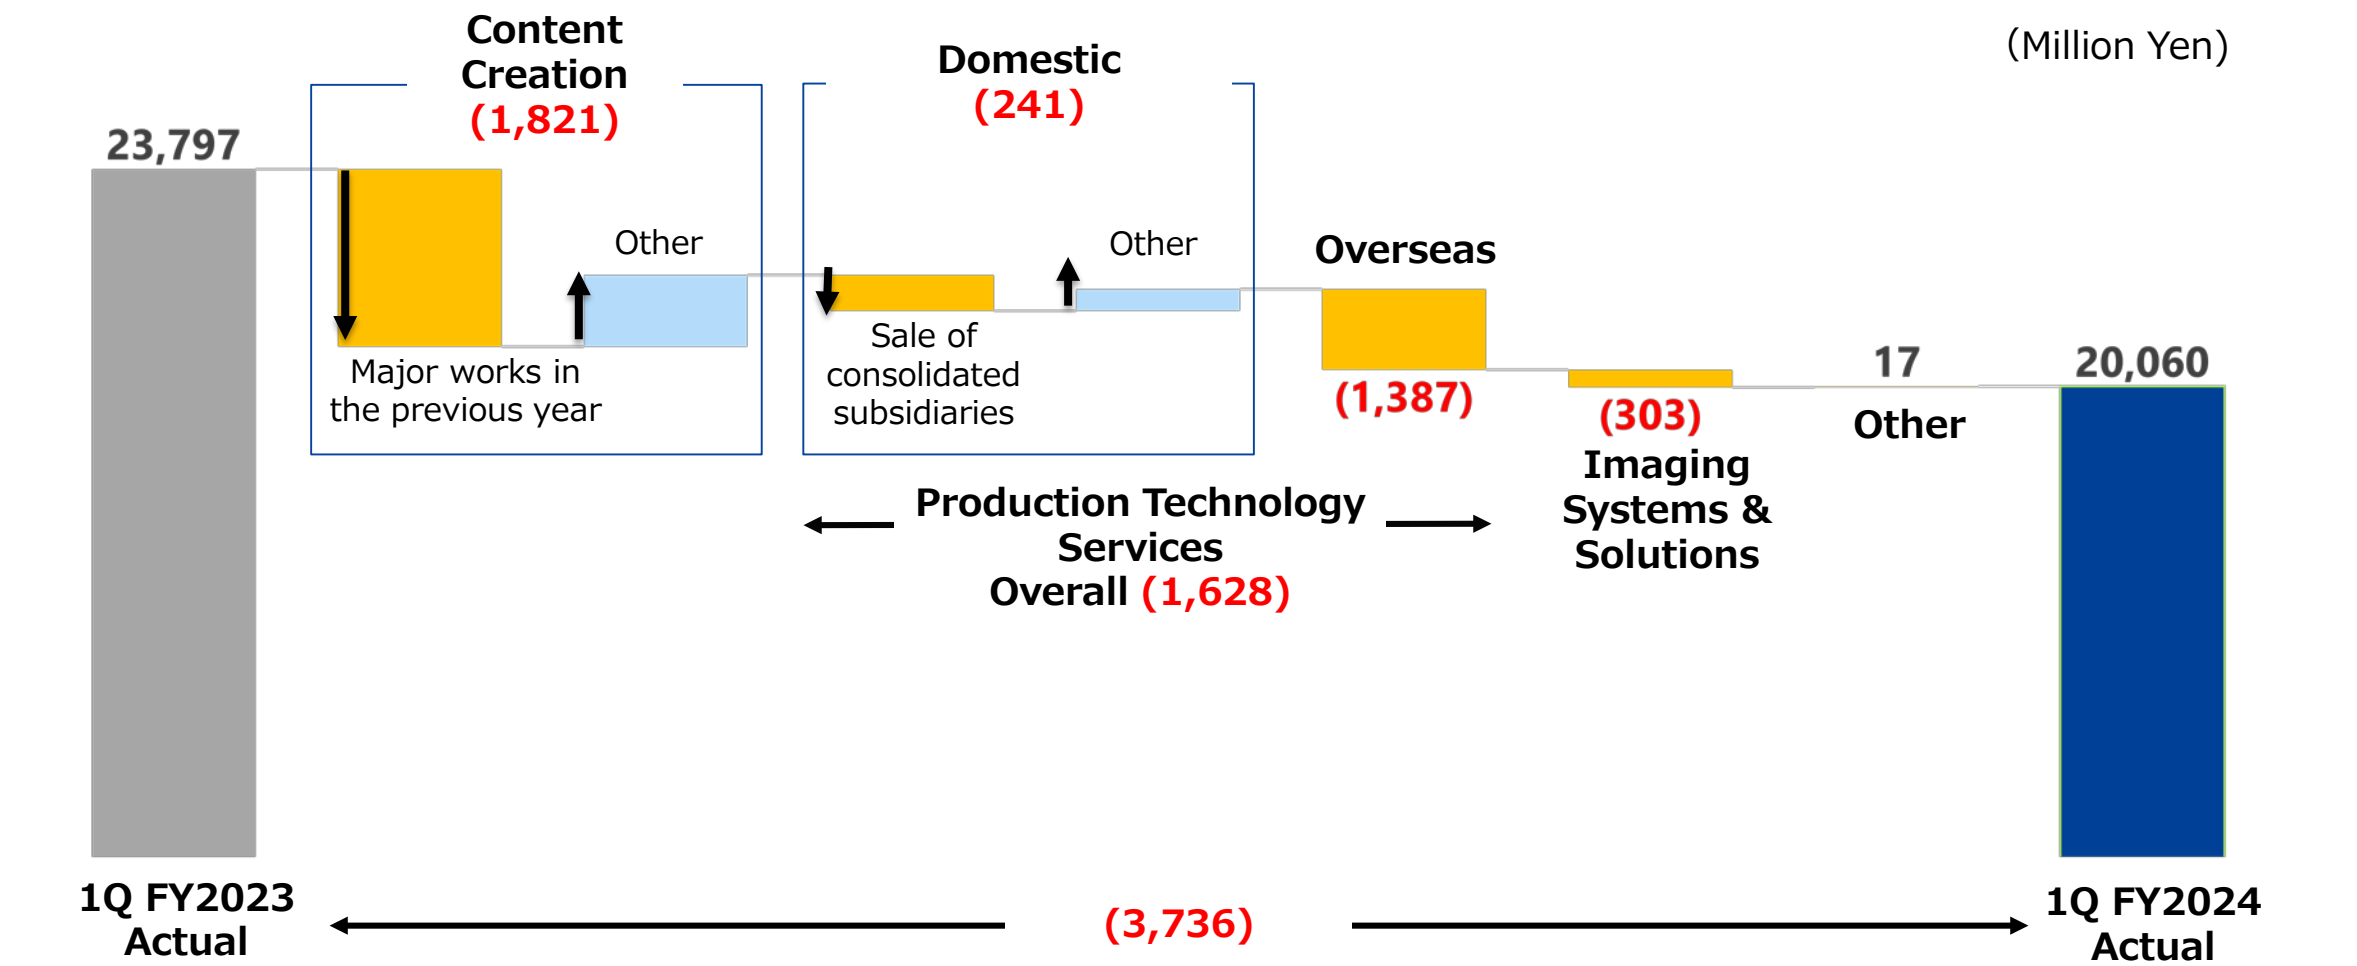 (Million Yen)
Content
Creation
(1,821)
Domestic
(241)
23,797
Other
Other
Overseas
Major works in
the previous year
Sale of
consolidated
subsidiaries
(1,387)
(303)
Imaging
Systems &
Solutions
17
Other
20,060
Production Technology
Services
Overall (1,628)
1Q FY2023
Actual
(3,736)
1Q FY2024
Actual